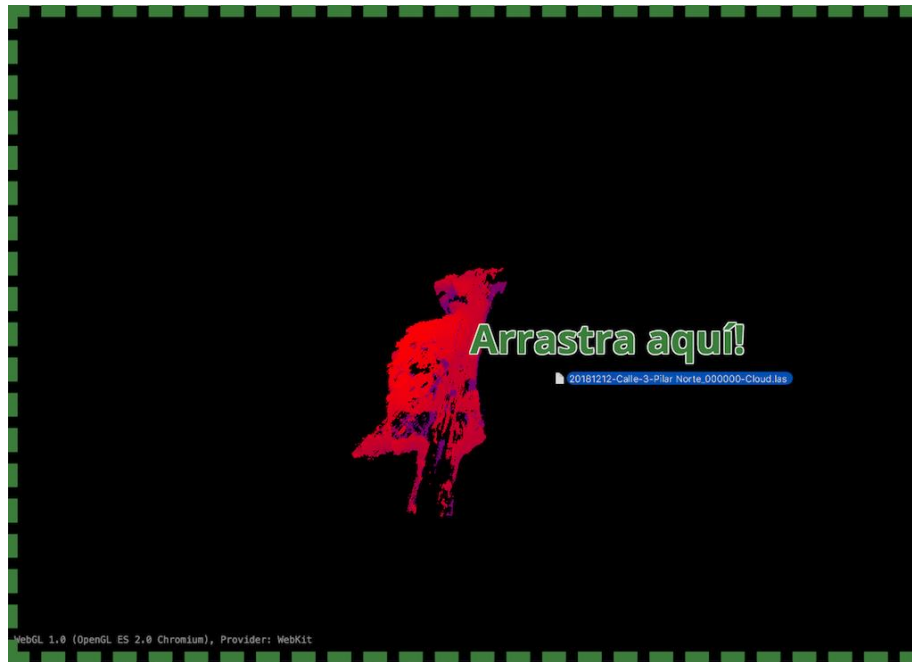 Arrastra aquí!
20181212-Calle-3-Pilar Norte_000000-Cloud.las
WebGL 1.0 (OpenGL ES 2.0 Chromium), Provider: WebKit